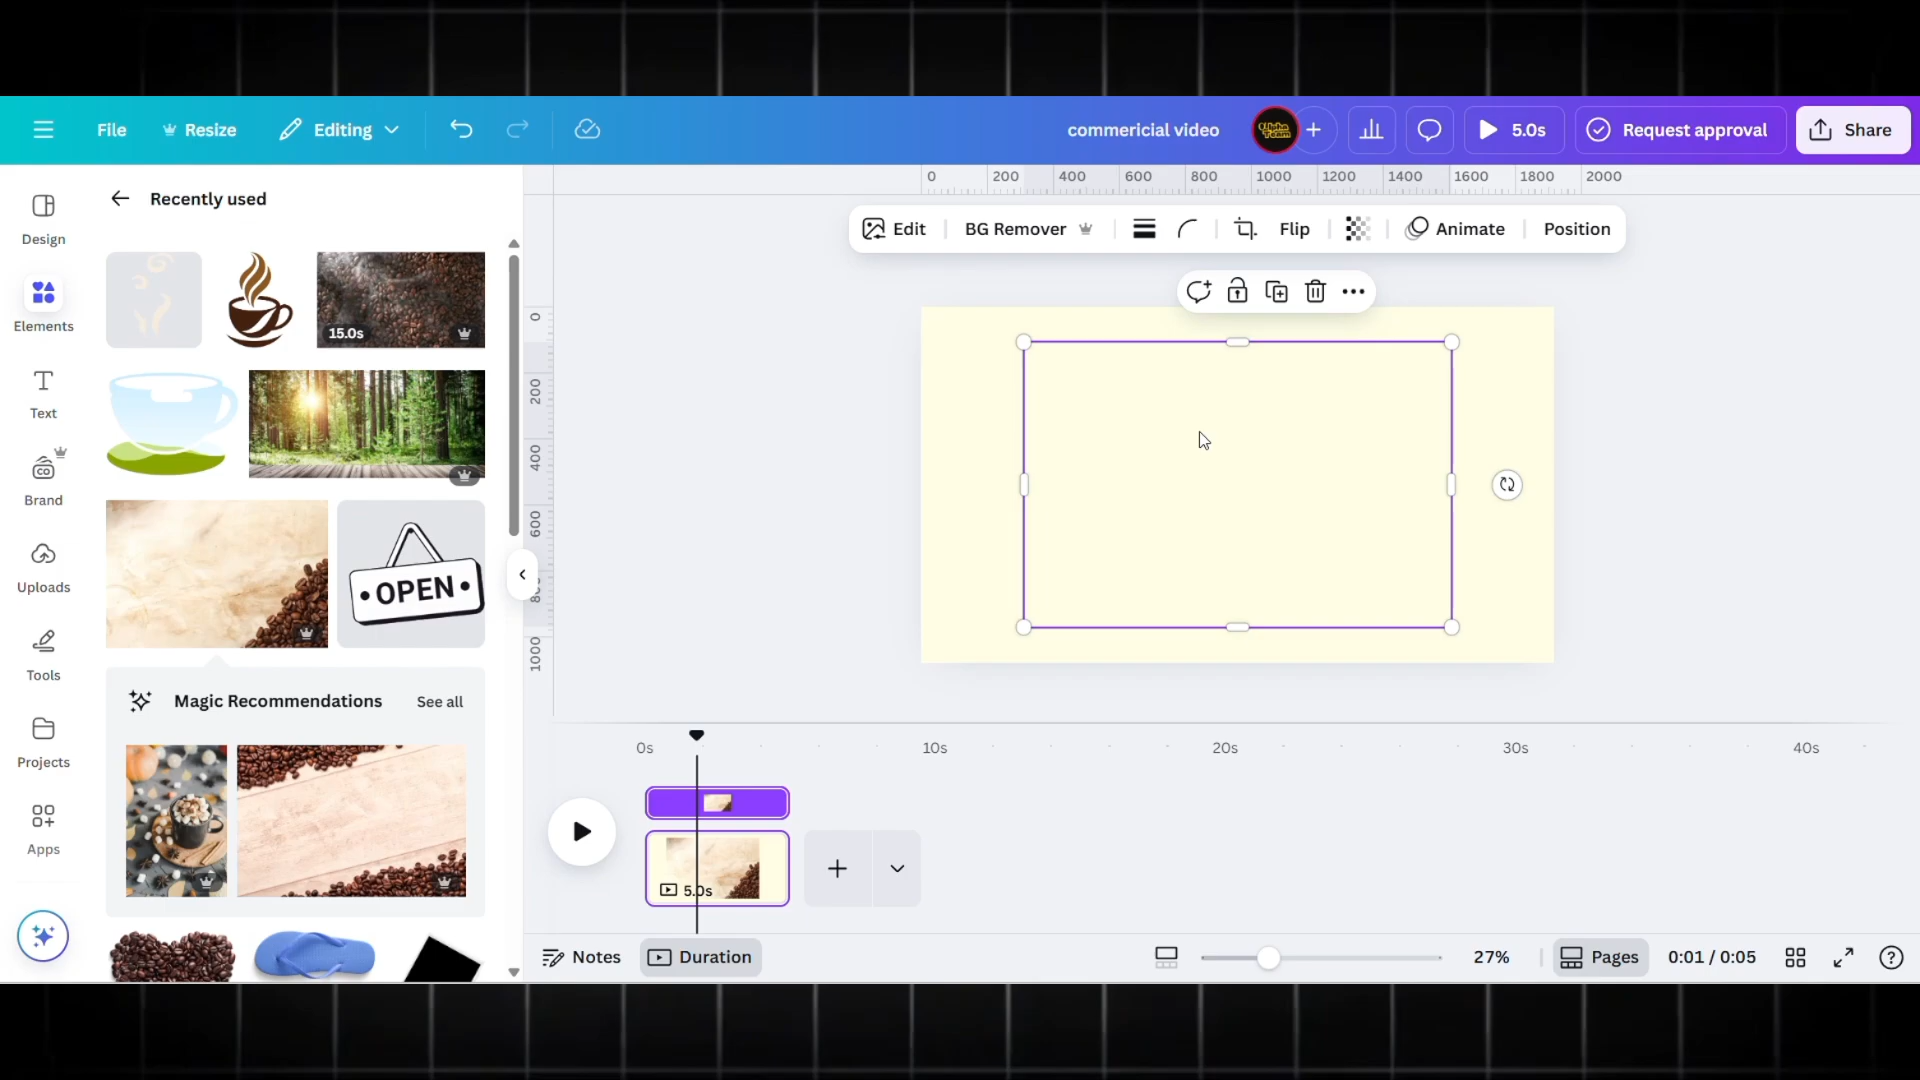 File
Resize
Editing
commericial video
Alpha
Team
5.0s
Request approval
Share
Design
Elements
Text
Brand
Uploads
Tools
Projects
Apps
Recently used
15.0s
OPEN
CO
Magic Recommendations
See all
0 200 400 600 800 1000 1200 1400 1600 1800 2000
Edit
BG Remover
Flip
Animate
Position
0
200
400
600
1000
0s 10s 20s 30s 40s
5.0s
Notes
Duration
27%
Pages
0:01 / 0:05